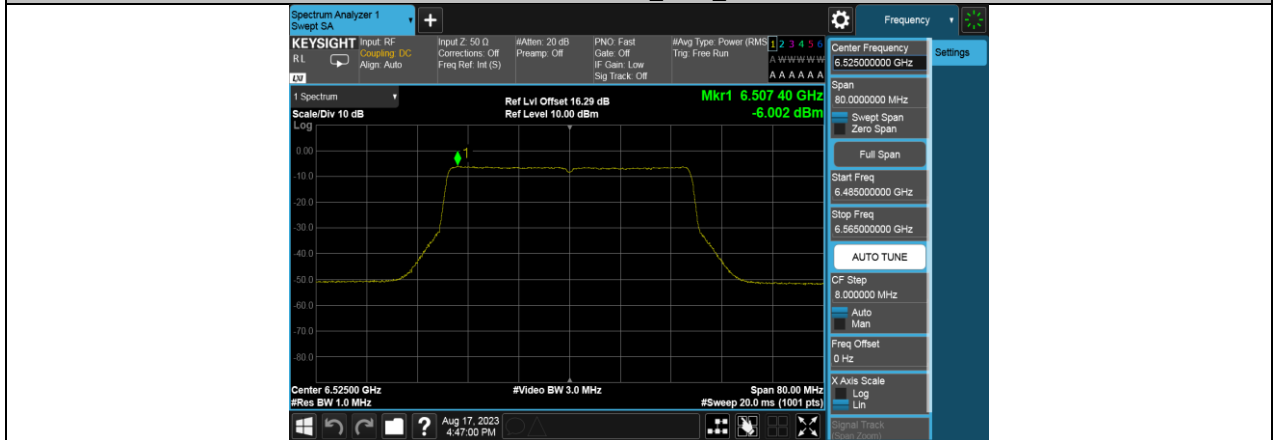 Spectrum Analyzer 1
Swept SA
+
Frequency
KEYSIGHT
RL
LXI
Input: RF
Coupling: DC
Align: Auto
Input Z: 50 Ω
Corrections: Off
Freq Ref: Int (S)
#Atten: 20 dB
Preamp: Off
PNO: Fast
Gate: Off
IF Gain: Low
Sig Track: Off
#Avg Type: Power (RMS
Trig: Free Run
1 2 3 4 5 6
A W W W W W
A A A A A A
1 Spectrum
Scale/Div 10 dB
Ref Lvl Offset 16.29 dB
Ref Level 10.00 dBm
Mkr1 6.507 40 GHz
-6.002 dBm
Log
0.00
-10.0
-20.0
-30.0
-40.0
-50.0
-60.0
-70.0
-80.0
1
Center 6.52500 GHz
#Res BW 1.0 MHz
#Video BW 3.0 MHz
Span 80.00 MHz
#Sweep 20.0 ms (1001 pts)
?
Aug 17, 2023
4:47:00 PM
Center Frequency
6.525000000 GHz
Settings
Span
80.0000000 MHz
Swept Span
Zero Span
Full Span
Start Freq
6.485000000 GHz
Stop Freq
6.565000000 GHz
AUTO TUNE
CF Step
8.000000 MHz
Auto
Man
Freq Offset
0 Hz
X Axis Scale
Log
Lin
Signal Track
(Span Zoom)